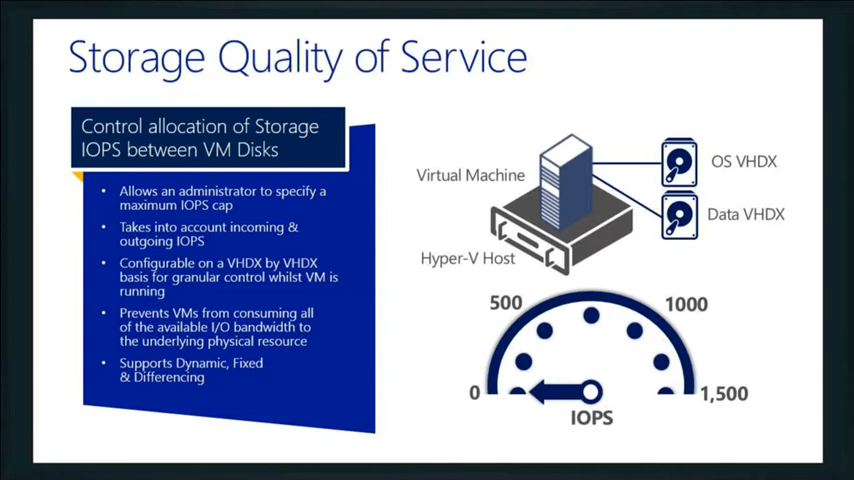 Storage Quality of Service
Control allocation of Storage
IOPS between VM Disks
• Allows an administrator to specify a
maximum IOPS cap
• Takes into account incoming &
outgoing IOPS
• Configurable on a VHDX by VHDX
basis for granular control whilst VM is
running
• Prevents VMs from consuming all
of the available I/O bandwidth to
the underlying physical resource
• Supports Dynamic, Fixed
& Differencing
Virtual Machine
OS VHDX
Data VHDX
Hyper-V Host
500
1000
0
1,500
IOPS